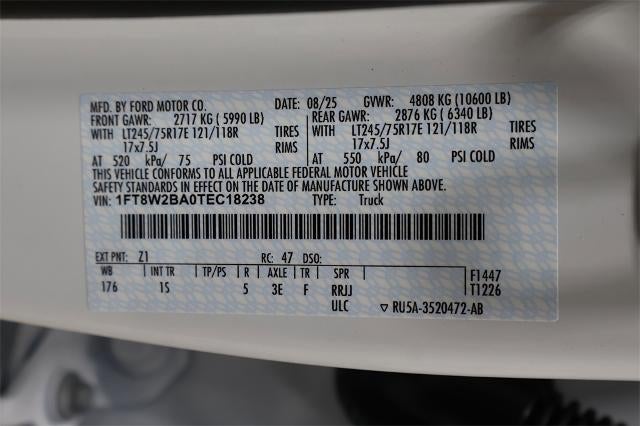 MFD. BY FORD MOTOR CO. DATE: 08/25 GVWR: 4808 KG (10600 LB)
FRONT GAWR: 2717 KG ( 5990 LB) REAR GAWR: 2876 KG ( 6340 LB)
WITH LT245/75R17E 121/118R TIRES WITH LT245/75R17E 121/118R TIRES
17x7.5J RIMS 17x7.5J RIMS
AT 520 kPa/ 75 PSI COLD AT 550 kPa/ 80 PSI COLD
THIS VEHICLE CONFORMS TO ALL APPLICABLE FEDERAL MOTOR VEHICLE
SAFETY STANDARDS IN EFFECT ON THE DATE OF MANUFACTURE SHOWN ABOVE.
VIN: 1FT8W2BA0TEC18238 TYPE: Truck
EXT PNT: Z1 RC: 47 DSO:
WB INT TR TP/PS R AXLE TR SPR F1447
176 1S 5 3E F RRJJ T1226
ULC ▽ RU5A-3520472-AB